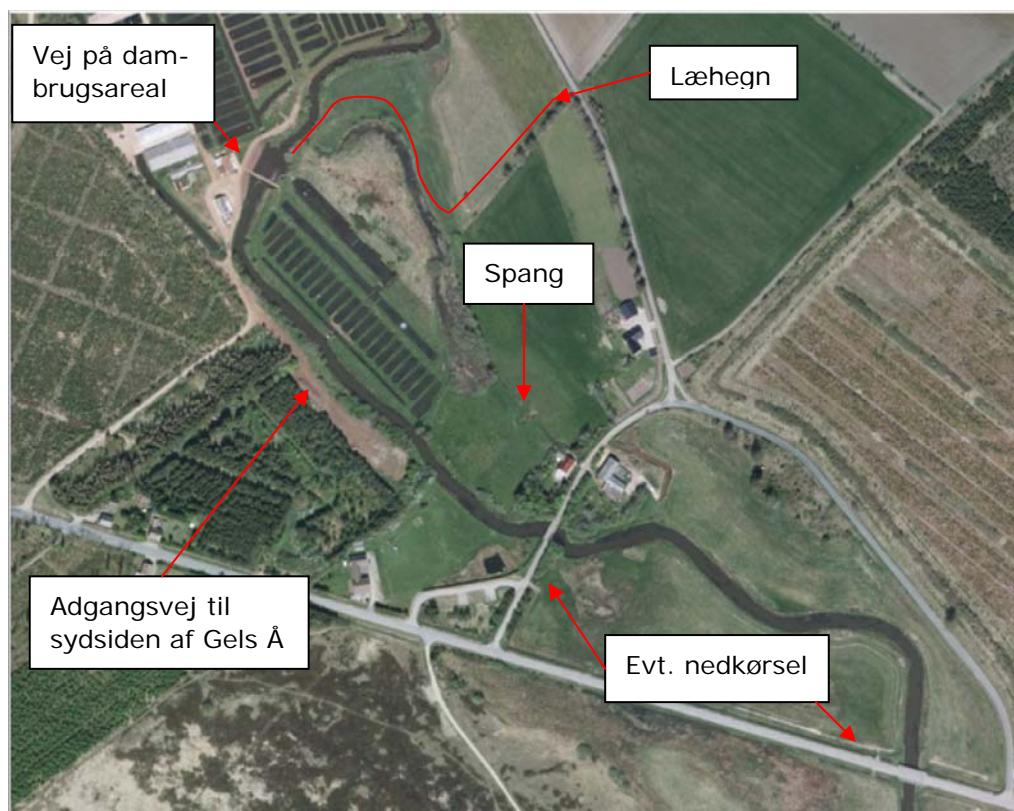 Vej på dam-
brugsareal
Læhegn
Spang
Adgangsvej til
sydsiden af Gels Å
Evt. nedkørsel